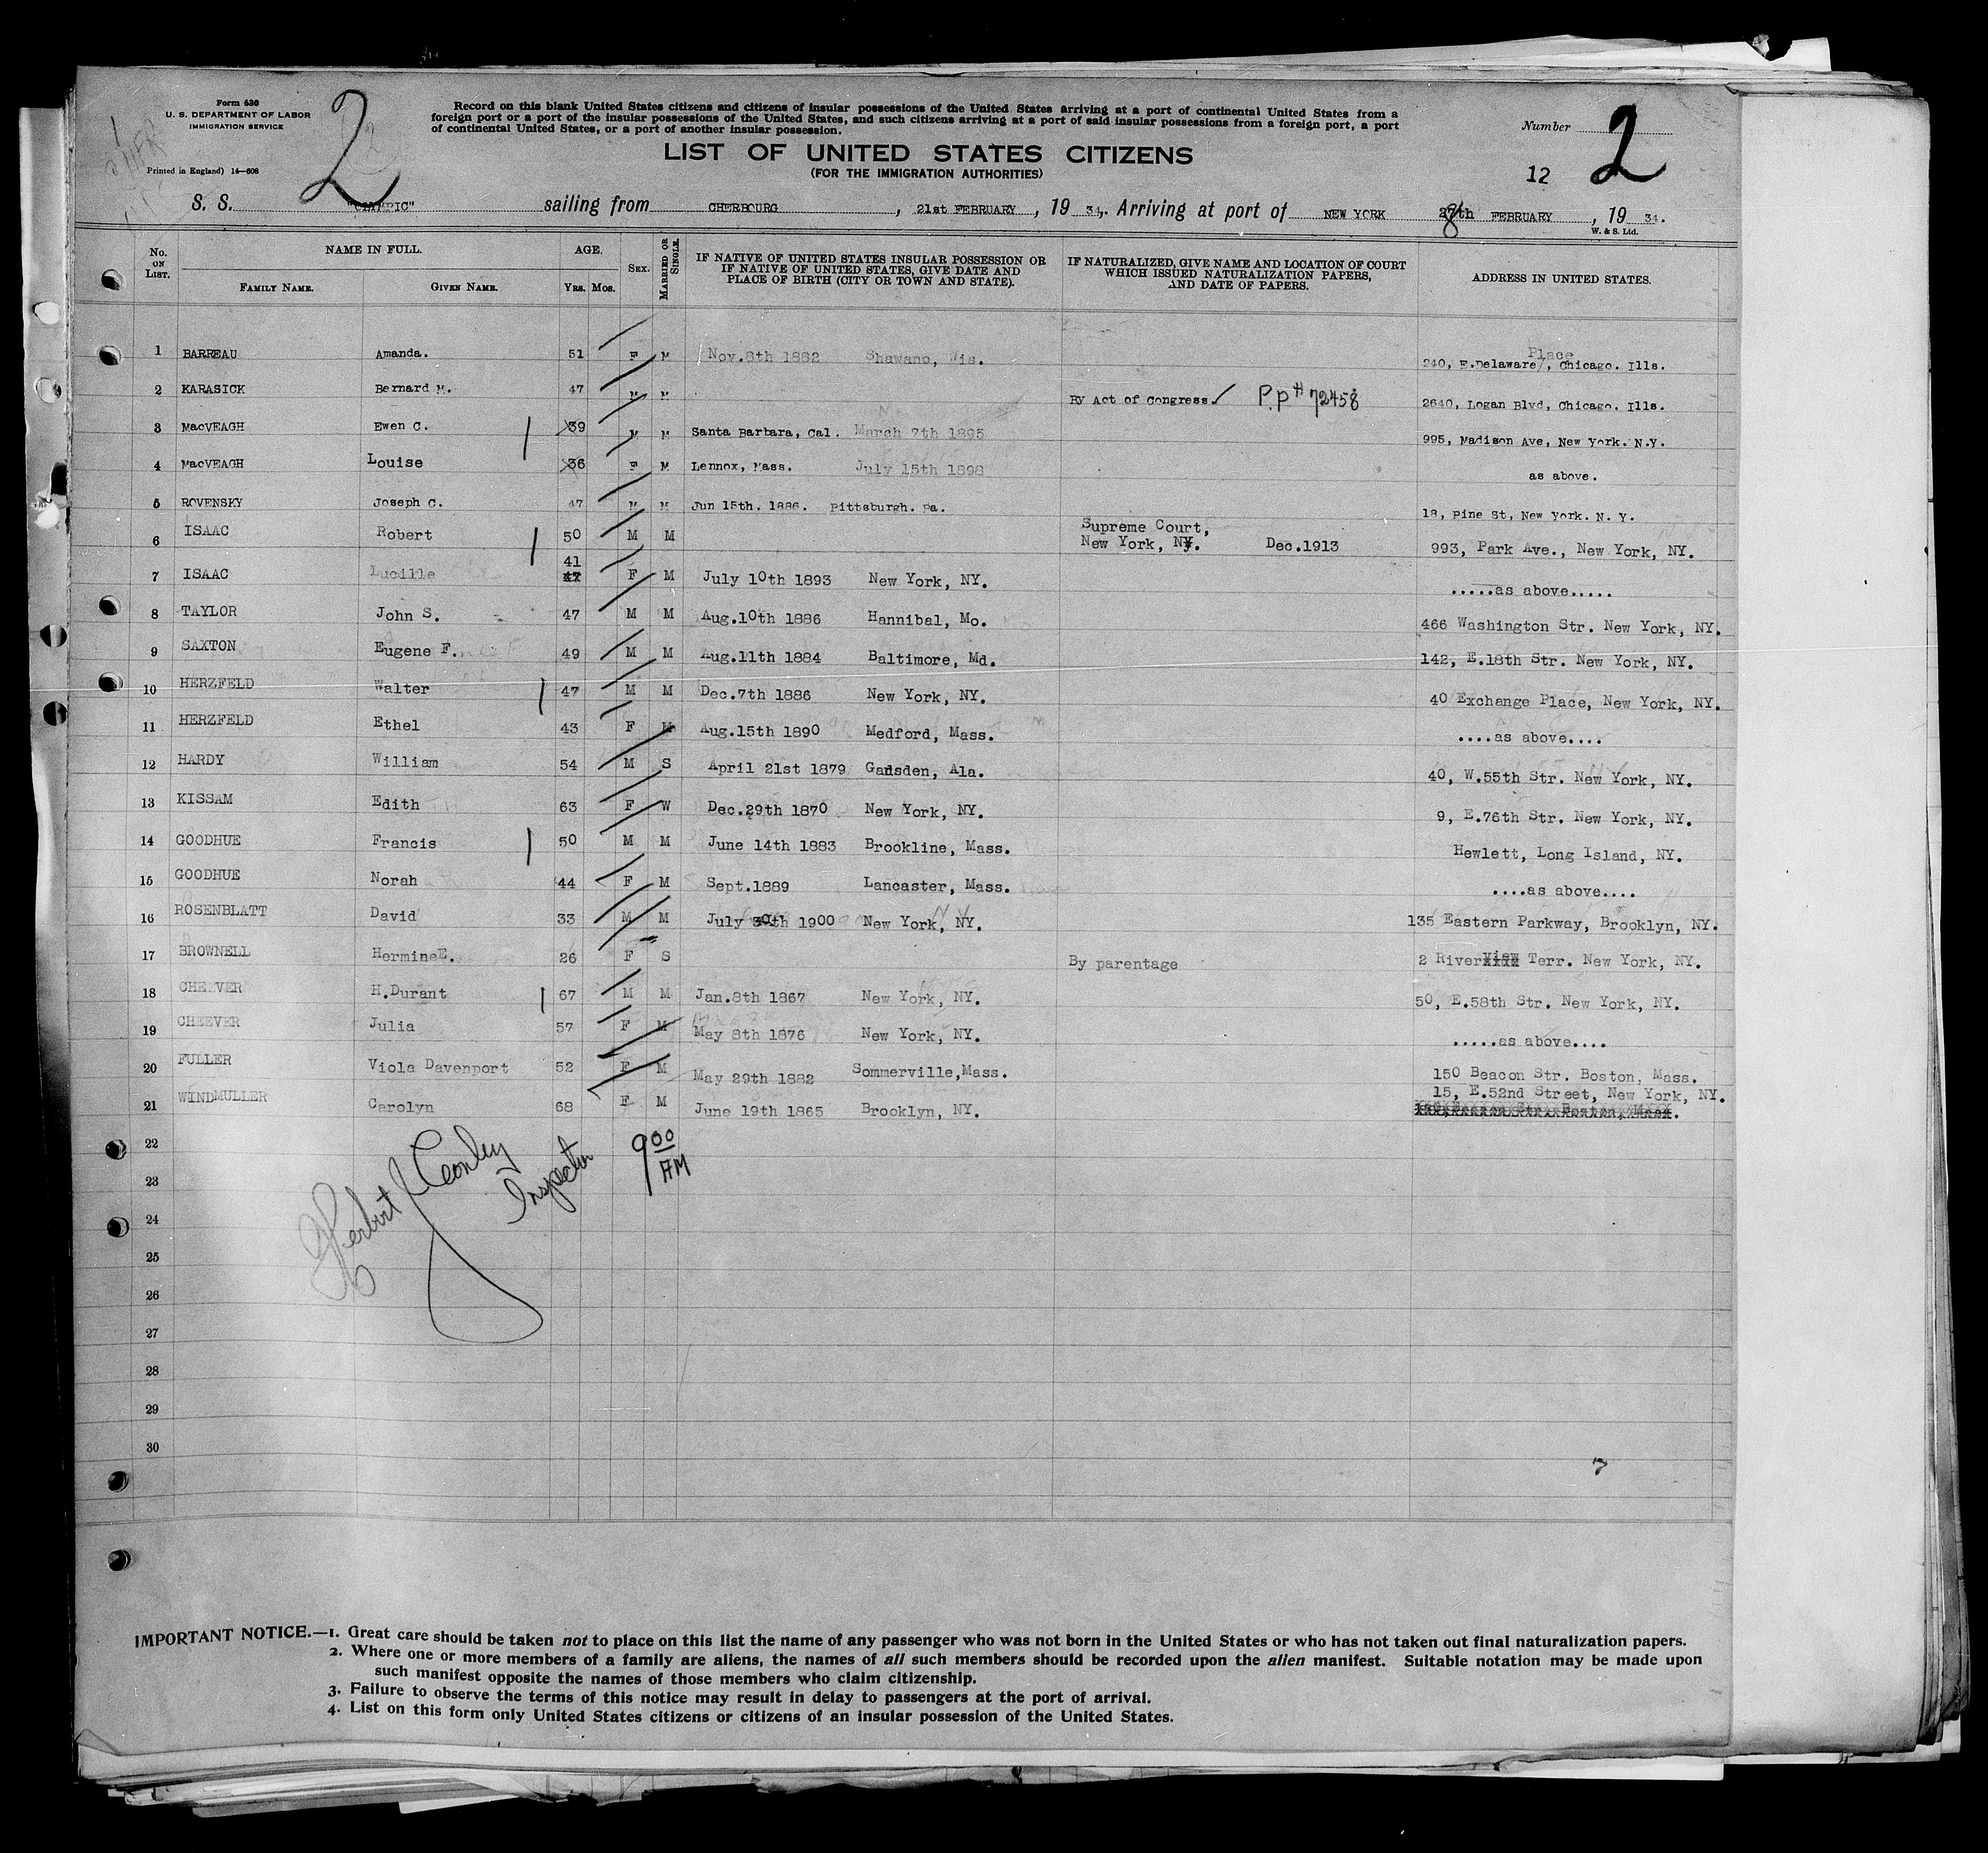 Form 630
U. S. DEPARTMENT OF LABOR
IMMIGRATION SERVICE
Printed in England) 14—608
2
Record on this blank United States citizens and citizens of insular possessions of the United States arriving at a port of continental United States from a
foreign port or a port of the insular possessions of the United States, and such citizens arriving at a port of said insular possessions from a foreign port, a port
of continental United States, or a port of another insular possession.
Number 2
LIST OF UNITED STATES CITIZENS
(FOR THE IMMIGRATION AUTHORITIES)
12
S. S. "OLYMPIC" sailing from CHERBOURG, 21st FEBRUARY, 19 34. Arriving at port of NEW YORK 28th FEBRUARY, 19 34.
W. & S. Ltd.
No. ON LIST. NAME IN FULL. AGE. SEX. MARRIED OR SINGLE. IF NATIVE OF UNITED STATES INSULAR POSSESSION OR IF NATIVE OF UNITED STATES, GIVE DATE AND PLACE OF BIRTH (CITY OR TOWN AND STATE). IF NATURALIZED, GIVE NAME AND LOCATION OF COURT WHICH ISSUED NATURALIZATION PAPERS, AND DATE OF PAPERS. ADDRESS IN UNITED STATES.
FAMILY NAME. GIVEN NAME. YRS. MOS.
1 BARREAU Amanda. 51 F M Nov.8th 1882 Shawano, Wis. 240, E.Delaware Place, Chicago. Ills.
2 KARASICK Bernard M. 47 M M By Act of Congress. P.P # 72458 2640, Logan Blvd, Chicago. Ills.
3 MacVEAGH Ewen C. 39 M M Santa Barbara, Cal. March 7th 1895 995, Madison Ave, New York. N.Y.
4 MacVEAGH Louise 36 F M Lennox, Mass. July 15th 1898 as above.
5 ROVENSKY Joseph C. 47 M M Jun 15th. 1886. Pittsburgh. Pa. 18, Pine St, New York. N. Y.
6 ISAAC Robert 50 M M Supreme Court, New York, NY. Dec.1913 993, Park Ave., New York, NY.
7 ISAAC Lucille 41 F M July 10th 1893 New York, NY. .....as above.....
8 TAYLOR John S. 47 M M Aug.10th 1886 Hannibal, Mo. 466 Washington Str. New York, NY.
9 SAXTON Eugene F. 49 M M Aug.11th 1884 Baltimore, Md. 142, E.18th Str. New York, NY.
10 HERZFELD Walter 47 M M Dec.7th 1886 New York, NY. 40 Exchange Place, New York, NY.
11 HERZFELD Ethel 43 F M Aug.15th 1890 Medford, Mass. ....as above....
12 HARDY William 54 M S April 21st 1879 Gadsden, Ala. 40, W.55th Str. New York, NY.
13 KISSAM Edith 63 F W Dec.29th 1870 New York, NY. 9, E.76th Str. New York, NY.
14 GOODHUE Francis 50 M M June 14th 1883 Brookline, Mass. Hewlett, Long Island, NY.
15 GOODHUE Norah 44 F M Sept.1889 Lancaster, Mass. ....as above....
16 ROSENBLATT David 33 M M July 30th 1900 New York, NY. 135 Eastern Parkway, Brooklyn, NY.
17 BROWNELL HermineE. 26 F S By parentage 2 Riverview Terr. New York, NY.
18 CHEEVER H.Durant 67 M M Jan.8th 1867 New York, NY. 50, E.58th Str. New York, NY.
19 CHEEVER Julia 57 F M May 8th 1876 New York, NY. .....as above....
20 FULLER Viola Davenport 52 F M May 29th 1882 Sommerville,Mass. 150 Beacon Str. Boston, Mass.
21 WINDMULLER Carolyn 68 F M June 19th 1865 Brooklyn, NY. 15, E.52nd Street, New York, NY.
22
23
24
25
26
27
28
29
30
Herbert J Conley
Inspector
9 00 AM
7
IMPORTANT NOTICE.—1. Great care should be taken not to place on this list the name of any passenger who was not born in the United States or who has not taken out final naturalization papers.
2. Where one or more members of a family are aliens, the names of all such members should be recorded upon the alien manifest. Suitable notation may be made upon
such manifest opposite the names of those members who claim citizenship.
3. Failure to observe the terms of this notice may result in delay to passengers at the port of arrival.
4. List on this form only United States citizens or citizens of an insular possession of the United States.